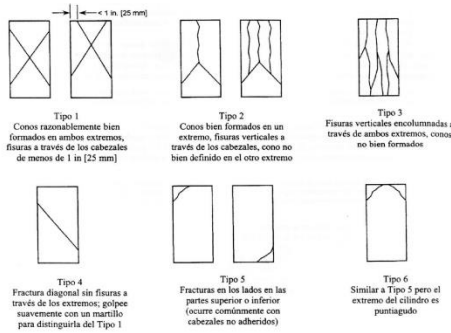 < 1 in. [25 mm]
Tipo 1
Conos razonablemente bien
formados en ambos extremos,
fisuras a través de los cabezales
de menos de 1 in [25 mm]
Tipo 2
Conos bien formados en un
extremo, fisuras verticales a
través de los cabezales, cono no
bien definido en el otro extremo
Tipo 3
Fisuras verticales encolumnadas a
través de ambos extremos, conos
no bien formados
Tipo 4
Fractura diagonal sin fisuras a
través de los extremos; golpee
suavemente con un martillo
para distinguirla del Tipo 1
Tipo 5
Fracturas en los lados en las
partes superior o inferior
(ocurre comúnmente con
cabezales no adheridos)
Tipo 6
Similar a Tipo 5 pero el
extremo del cilindro es
puntiagudo